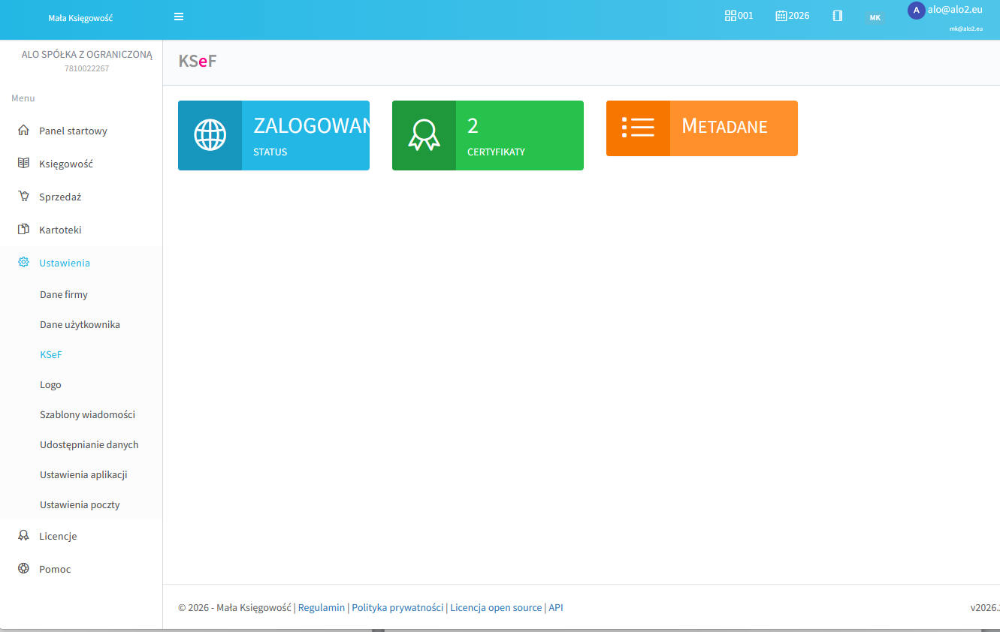 Mała Księgowość
001
2026
MK
A
alo@alo2.eu
mk@alo2.eu
ALO SPÓŁKA Z OGRANICZONĄ
7810022267
Menu
Panel startowy
Księgowość
Sprzedaż
Kartoteki
Ustawienia
Dane firmy
Dane użytkownika
KSeF
Logo
Szablony wiadomości
Udostępnianie danych
Ustawienia aplikacji
Ustawienia poczty
Licencje
Pomoc
KSeF
ZALOGOWAN
STATUS
2
CERTYFIKATY
METADANE
© 2026 - Mała Księgowość | Regulamin | Polityka prywatności | Licencja open source | API
v2026.